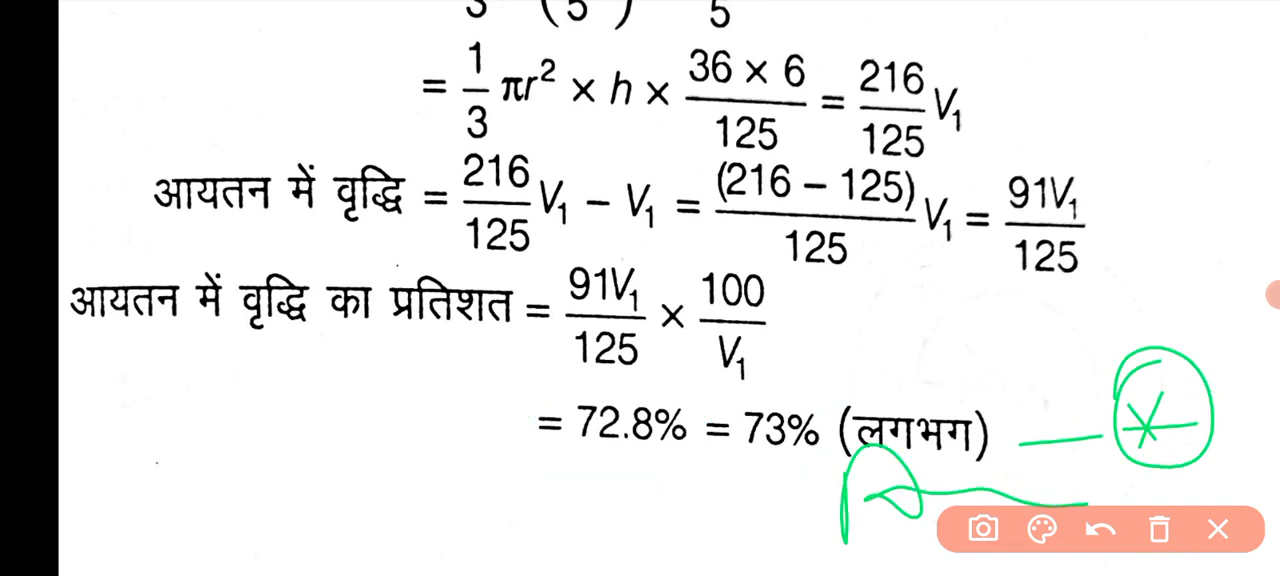 = 1/3 πr² × h × (36 × 6)/125 = 216/125 V₁
आयतन में वृद्धि = 216/125 V₁ – V₁ = (216 – 125)/125 V₁ = 91V₁/125
आयतन में वृद्धि का प्रतिशत = 91V₁/125 × 100/V₁
= 72.8% = 73% (लगभग)